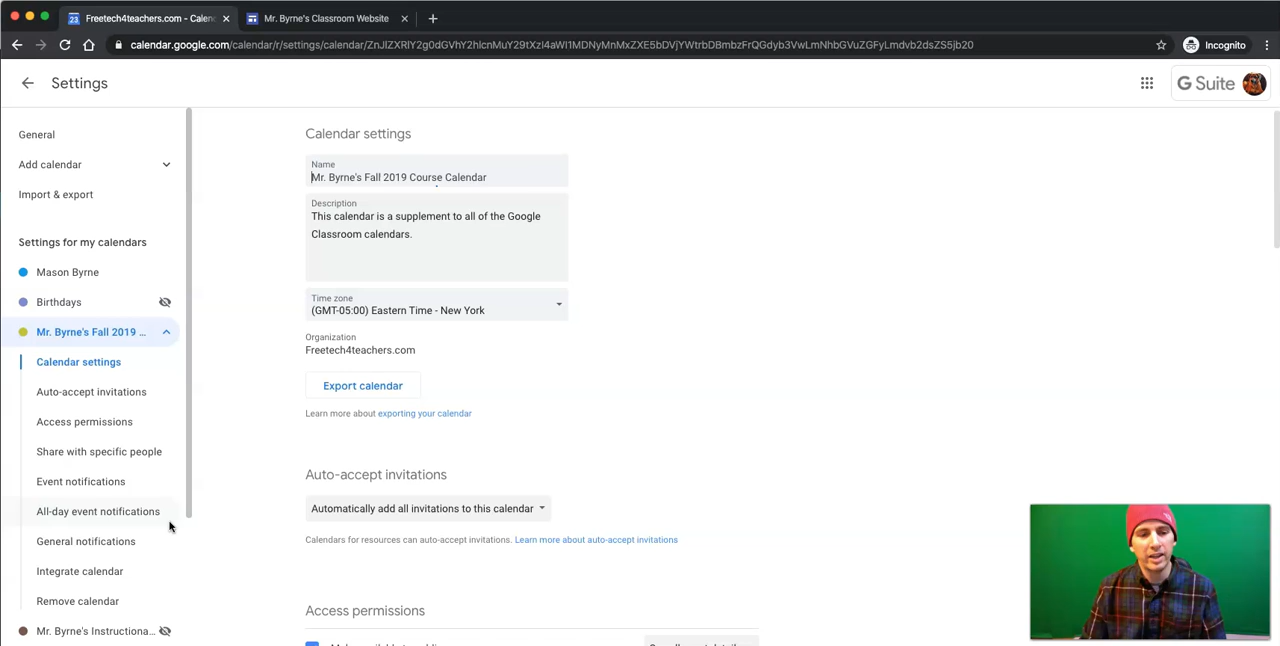 Freetech4teachers.com - Calen
Mr. Byrne's Classroom Website
calendar.google.com/calendar/r/settings/calendar/ZnJlZXRlY2g0dGVhY2hlcnMuY29tXzl4aWI1MDNyMnMxZXE5bDVjYWtrbDBmbzFrQGdyb3VwLmNhbGVuZGFyLmdvb2dsZS5jb20
Incognito
Settings
G Suite
General
Add calendar
Import & export
Settings for my calendars
Mason Byrne
Birthdays
Mr. Byrne's Fall 2019 ...
Calendar settings
Auto-accept invitations
Access permissions
Share with specific people
Event notifications
All-day event notifications
General notifications
Integrate calendar
Remove calendar
Mr. Byrne's Instructiona...
Calendar settings
Name
Mr. Byrne's Fall 2019 Course Calendar
Description
This calendar is a supplement to all of the Google
Classroom calendars.
Time zone
(GMT-05:00) Eastern Time - New York
Organization
Freetech4teachers.com
Export calendar
Learn more about exporting your calendar
Auto-accept invitations
Automatically add all invitations to this calendar
Calendars for resources can auto-accept invitations. Learn more about auto-accept invitations
Access permissions